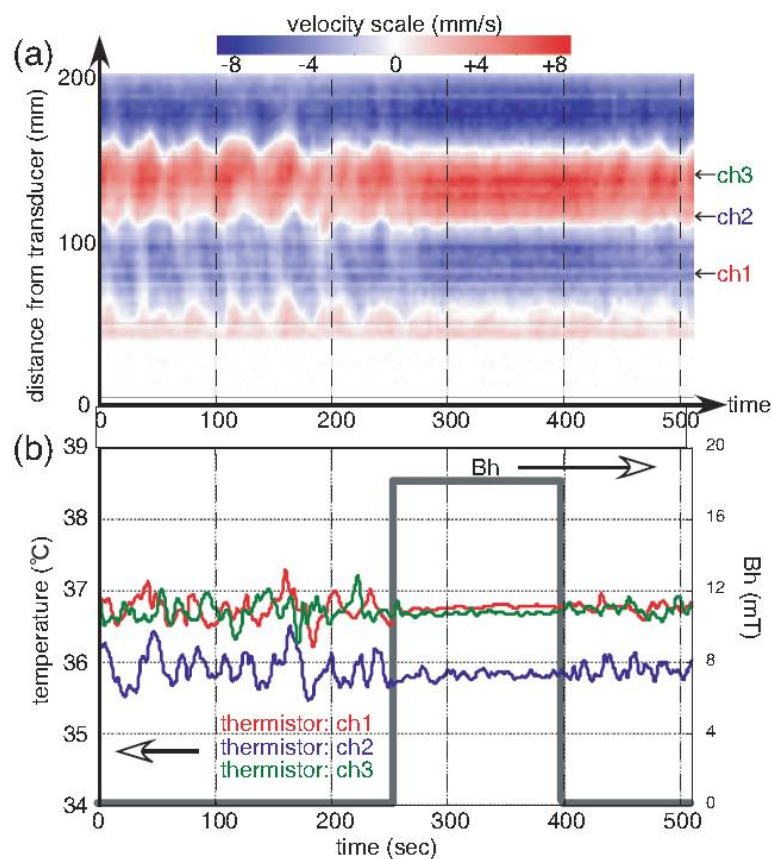 velocity scale (mm/s)
(a)
-8 -4 0 +4 +8
distance from transducer (mm)
200
100
0
ch3
ch2
ch1
0 100 200 300 400 500
time
(b)
39
38
37
36
35
34
temperature (°C)
Bh
20
16
12
8
4
0
Bh (mT)
thermistor: ch1
thermistor: ch2
thermistor: ch3
0 100 200 300 400 500
time (sec)